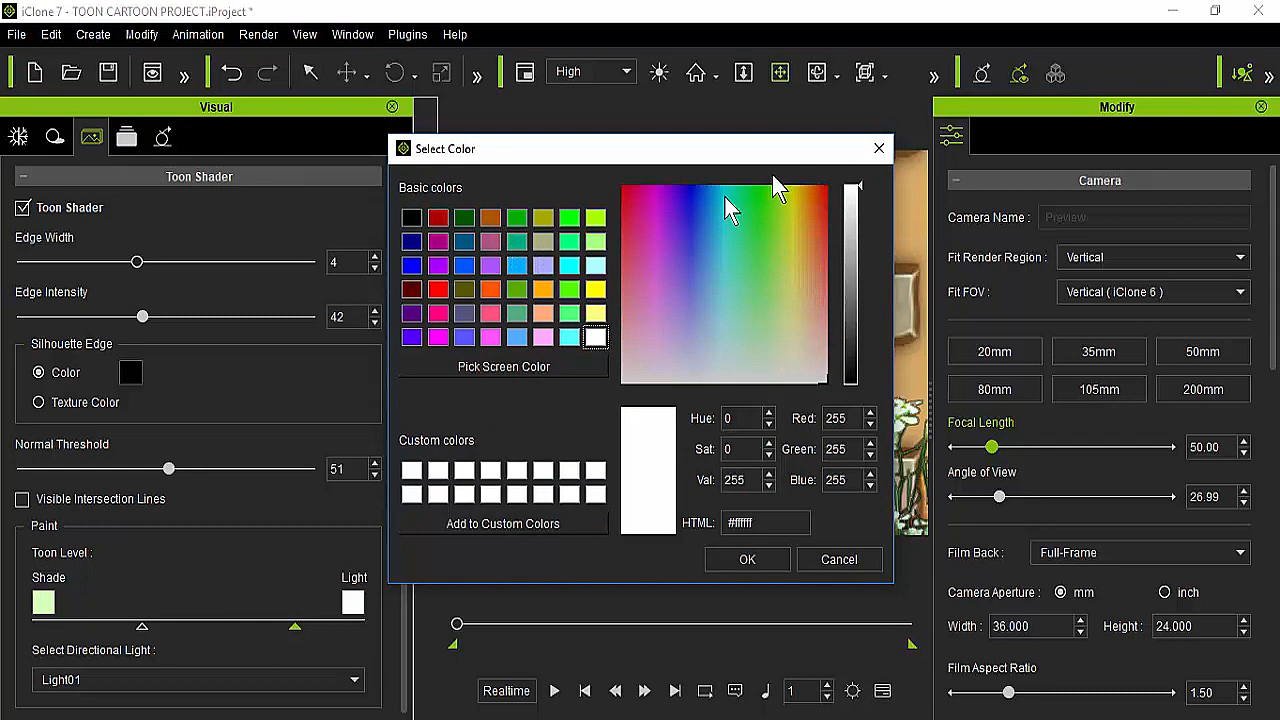 iClone 7 - TOON CARTOON PROJECT.iProject *
File Edit Create Modify Animation Render View Window Plugins Help
High
Visual
Toon Shader
Toon Shader
Edge Width
4
Edge Intensity
42
Silhouette Edge
Color
Texture Color
Normal Threshold
51
Visible Intersection Lines
Paint
Toon Level :
Shade Light
Select Directional Light :
Light01
Select Color
Basic colors
Pick Screen Color
Custom colors
Add to Custom Colors
Hue: 0 Red: 255
Sat: 0 Green: 255
Val: 255 Blue: 255
HTML: #ffffff
OK Cancel
Realtime 1
Modify
Camera
Camera Name : Preview
Fit Render Region : Vertical
Fit FOV : Vertical ( iClone 6 )
20mm 35mm 50mm
80mm 105mm 200mm
Focal Length
50.00
Angle of View
26.99
Film Back : Full-Frame
Camera Aperture : mm inch
Width : 36.000 Height : 24.000
Film Aspect Ratio
1.50